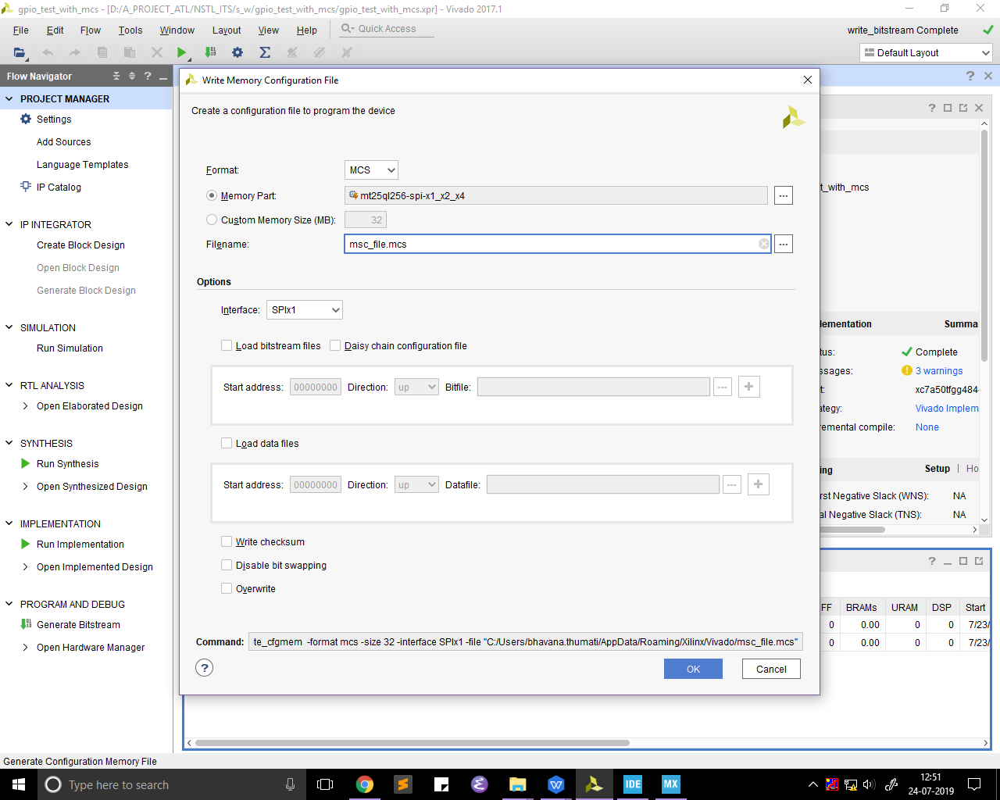 gpio_test_with_mcs - [D:/A_PROJECT_ATL/NSTL_ITS/s_w/gpio_test_with_mcs/gpio_test_with_mcs.xpr] - Vivado 2017.1
File Edit Flow Tools Window Layout View Help Quick Access
write_bitstream Complete
Default Layout
Flow Navigator
PROJECT MANAGER
Settings
Add Sources
Language Templates
IP Catalog
IP INTEGRATOR
Create Block Design
Open Block Design
Generate Block Design
SIMULATION
Run Simulation
RTL ANALYSIS
Open Elaborated Design
SYNTHESIS
Run Synthesis
Open Synthesized Design
IMPLEMENTATION
Run Implementation
Open Implemented Design
PROGRAM AND DEBUG
Generate Bitstream
Open Hardware Manager
Write Memory Configuration File
Create a configuration file to program the device
Format: MCS
Memory Part: mt25ql256-spi-x1_x2_x4
Custom Memory Size (MB): 32
Filename: msc_file.mcs
Options
Interface: SPIx1
Load bitstream files Daisy chain configuration file
Start address: 00000000 Direction: up Bitfile:
Load data files
Start address: 00000000 Direction: up Datafile:
Write checksum
Disable bit swapping
Overwrite
Command: te_cfgmem -format mcs -size 32 -interface SPIx1 -file "C:/Users/bhavana.thumati/AppData/Roaming/Xilinx/Vivado/msc_file.mcs"
? OK Cancel
t_with_mcs
lementation Summa
tus: Complete
ssages: 3 warnings
t: xc7a50tfgg484-
ategy: Vivado Implem
remental compile: None
ing Setup | Ho
rst Negative Slack (WNS): NA
al Negative Slack (TNS): NA
FF BRAMs URAM DSP Start
0 0.00 0 0 7/23/
0 0.00 0 0 7/23/
Generate Configuration Memory File
Type here to search
IDE MX
12:51
24-07-2019